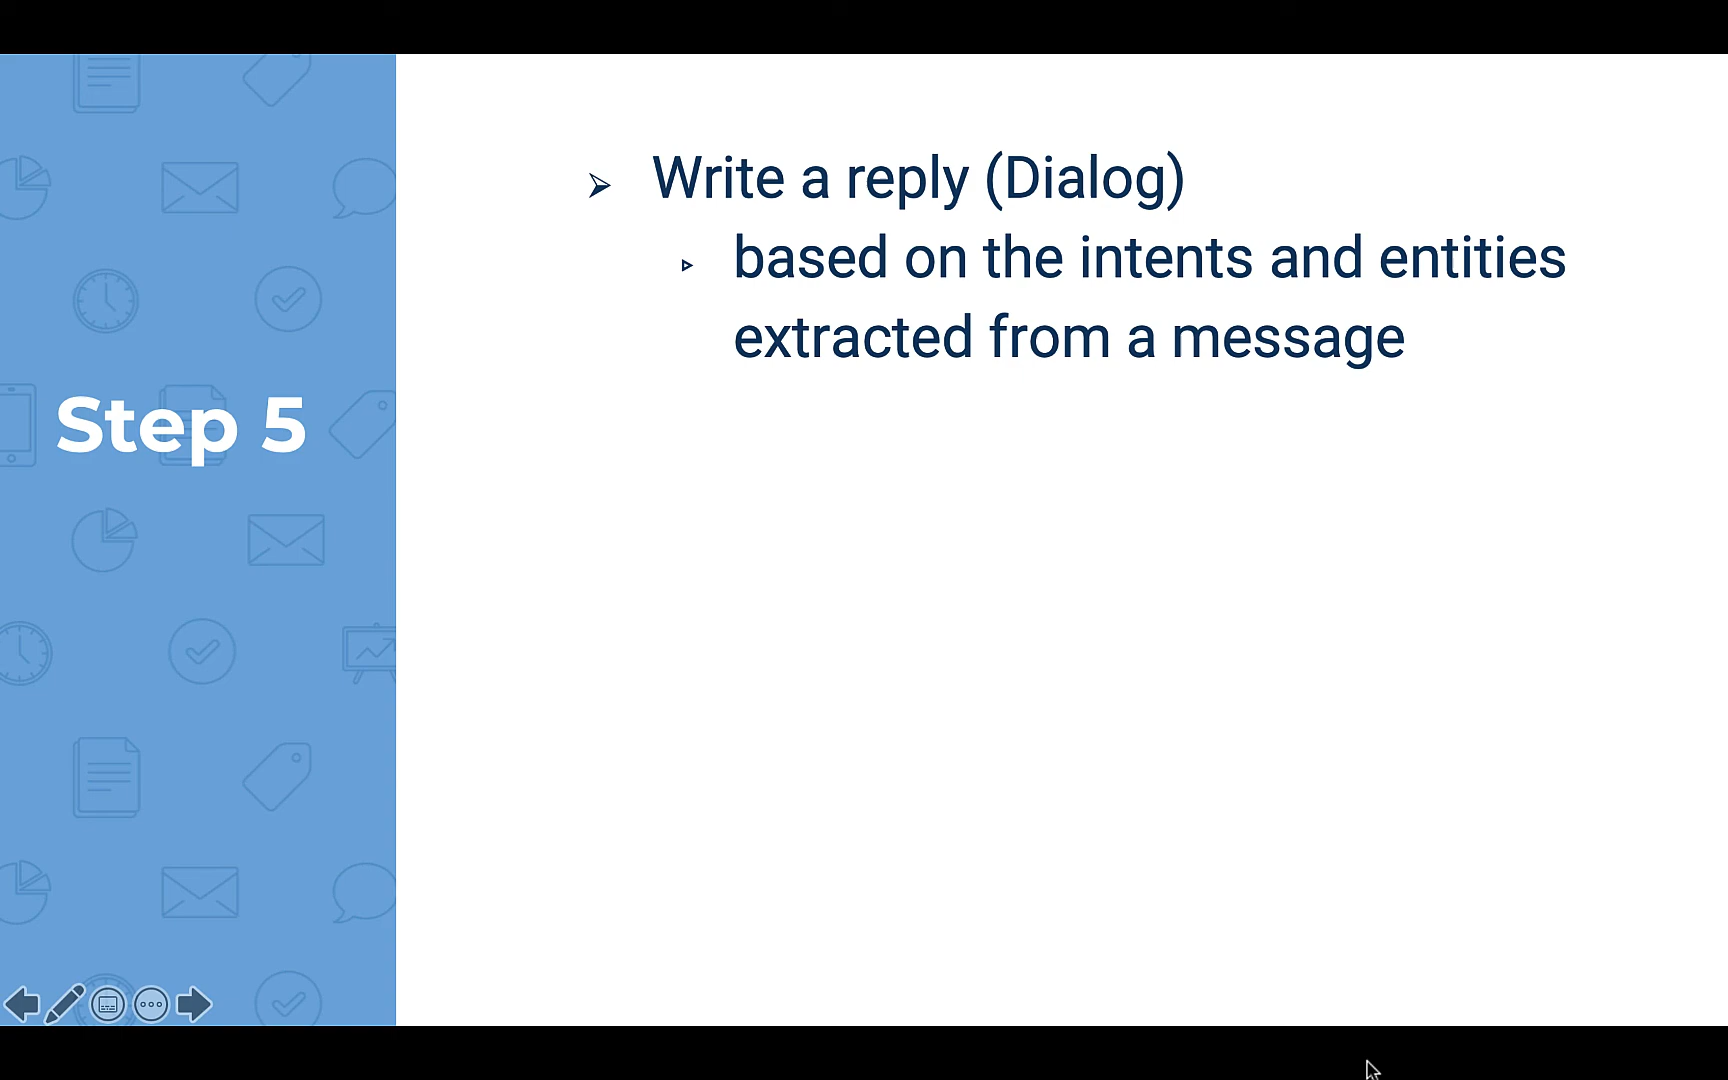 Step 5
Write a reply (Dialog)
based on the intents and entities
extracted from a message